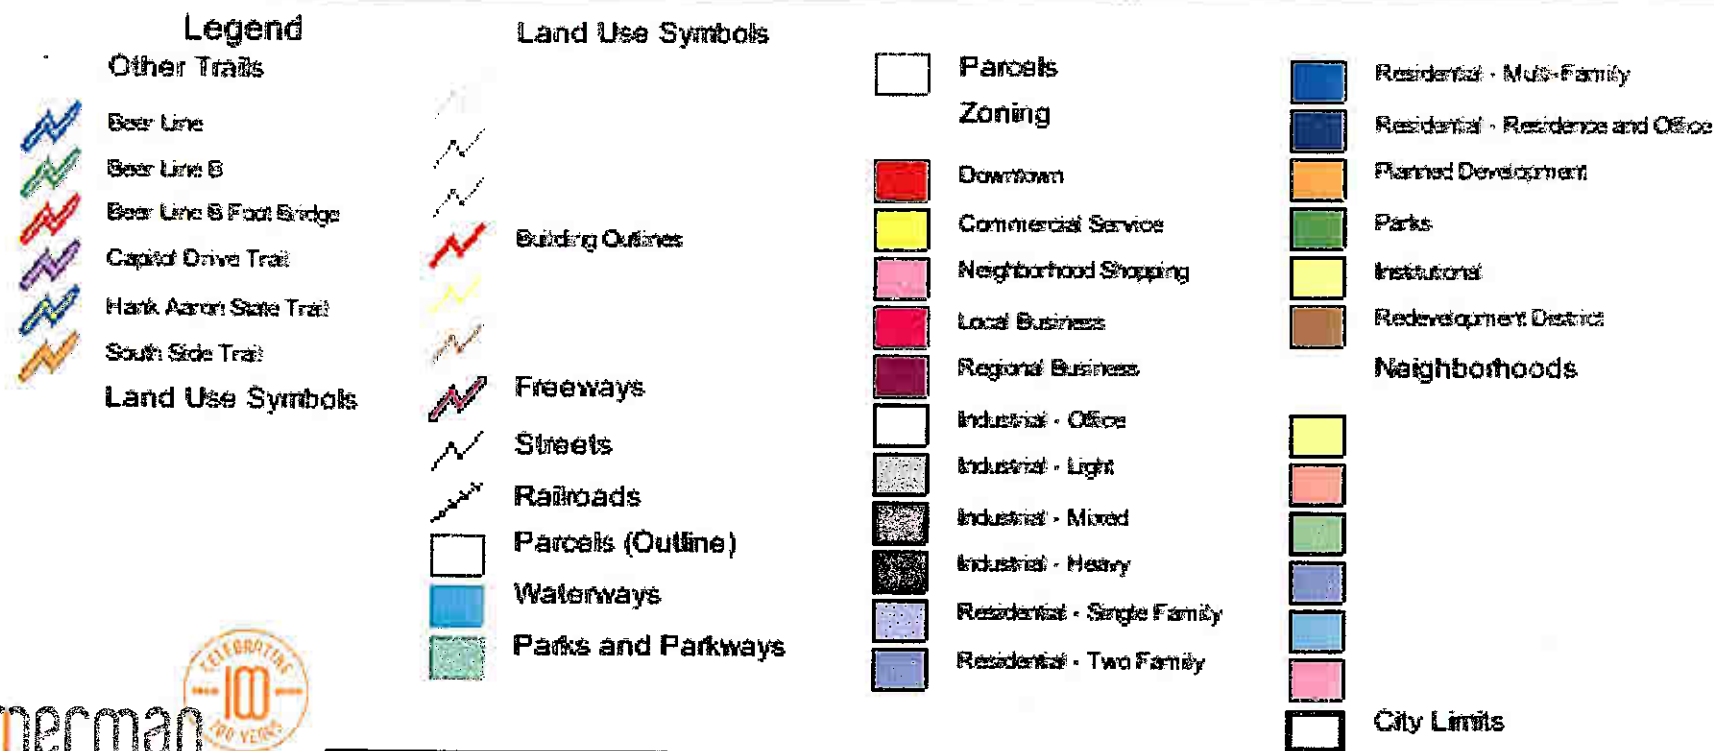 Legend
Other Trails
Beer Line
Beer Line B
Beer Line B Foot Bridge
Capitol Drive Trail
Hank Aaron State Trail
South Side Trail
Land Use Symbols
Land Use Symbols
Building Outlines
Freeways
Streets
Railroads
Parcels (Outline)
Waterways
Parks and Parkways
Parcels
Zoning
Downtown
Commercial Service
Neighborhood Shopping
Local Business
Regional Business
Industrial - Office
Industrial - Light
Industrial - Mixed
Industrial - Heavy
Residential - Single Family
Residential - Two Family
Residential - Multi-Family
Residential - Residence and Office
Planned Development
Parks
Institutional
Redevelopment District
Neighborhoods
City Limits
CELEBRATING
100
100 YEARS